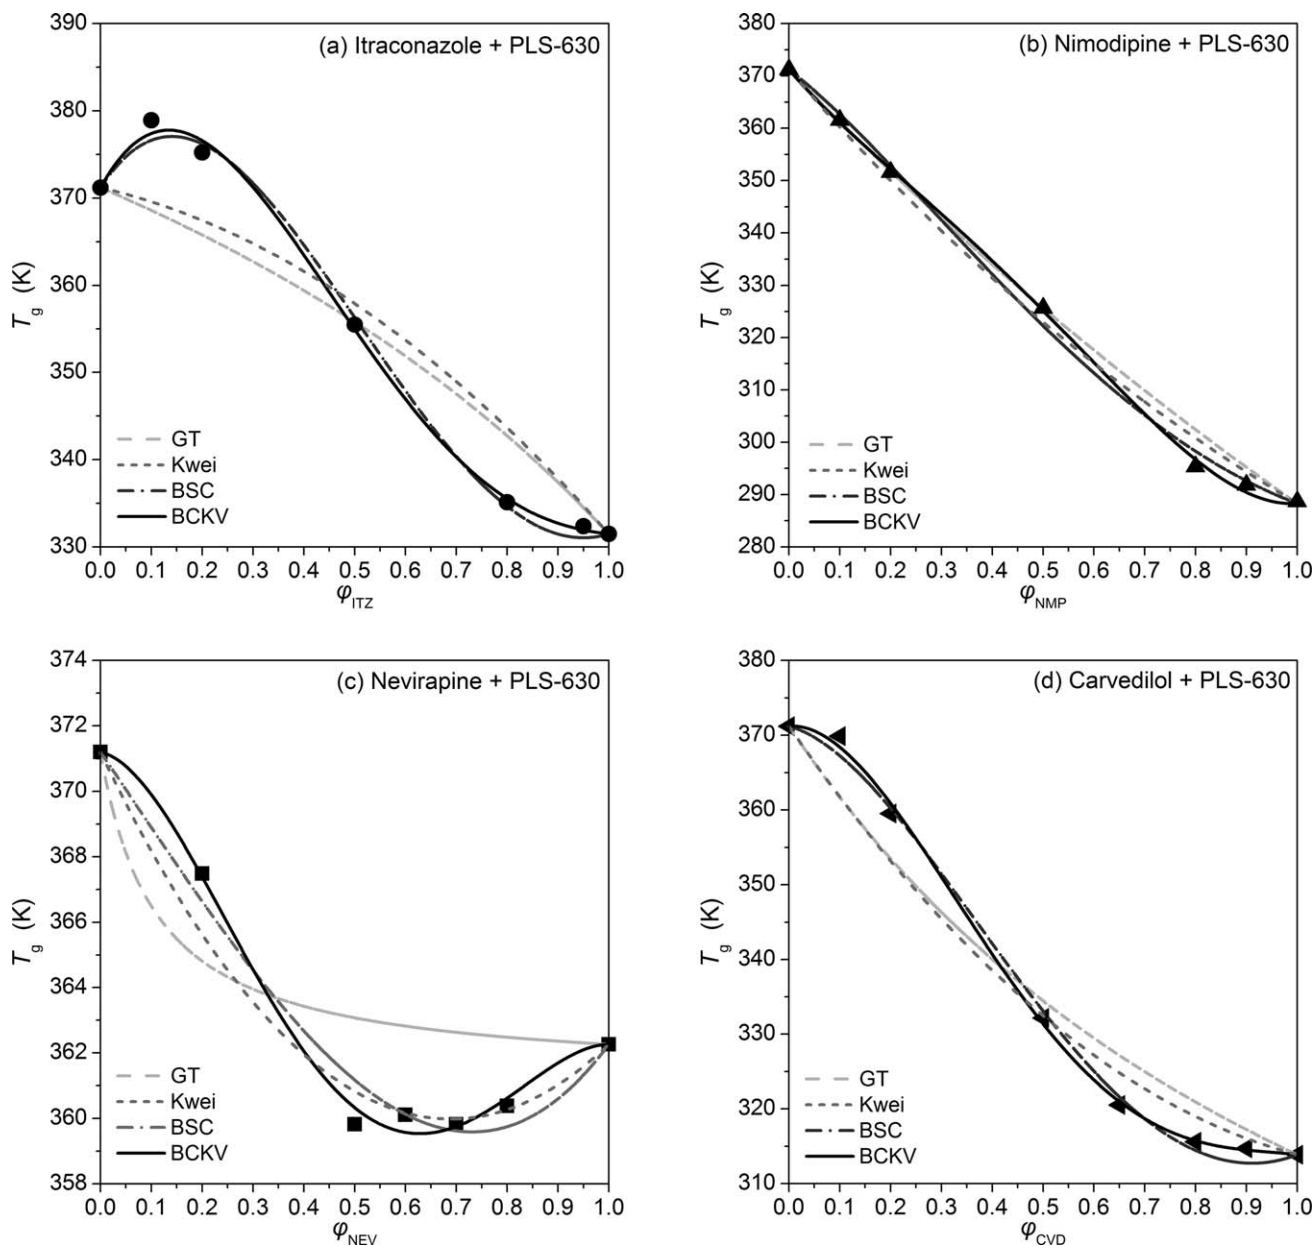 (a) Itraconazole + PLS-630
390
380
370
360
350
340
330
T_g (K)
GT
Kwei
BSC
BCKV
0.0 0.1 0.2 0.3 0.4 0.5 0.6 0.7 0.8 0.9 1.0
φ_ITZ
(b) Nimodipine + PLS-630
380
370
360
350
340
330
320
310
300
290
280
T_g (K)
GT
Kwei
BSC
BCKV
0.0 0.1 0.2 0.3 0.4 0.5 0.6 0.7 0.8 0.9 1.0
φ_NMP
(c) Nevirapine + PLS-630
374
372
370
368
366
364
362
360
358
T_g (K)
GT
Kwei
BSC
BCKV
0.0 0.1 0.2 0.3 0.4 0.5 0.6 0.7 0.8 0.9 1.0
φ_NEV
(d) Carvedilol + PLS-630
380
370
360
350
340
330
320
310
T_g (K)
GT
Kwei
BSC
BCKV
0.0 0.1 0.2 0.3 0.4 0.5 0.6 0.7 0.8 0.9 1.0
φ_CVD